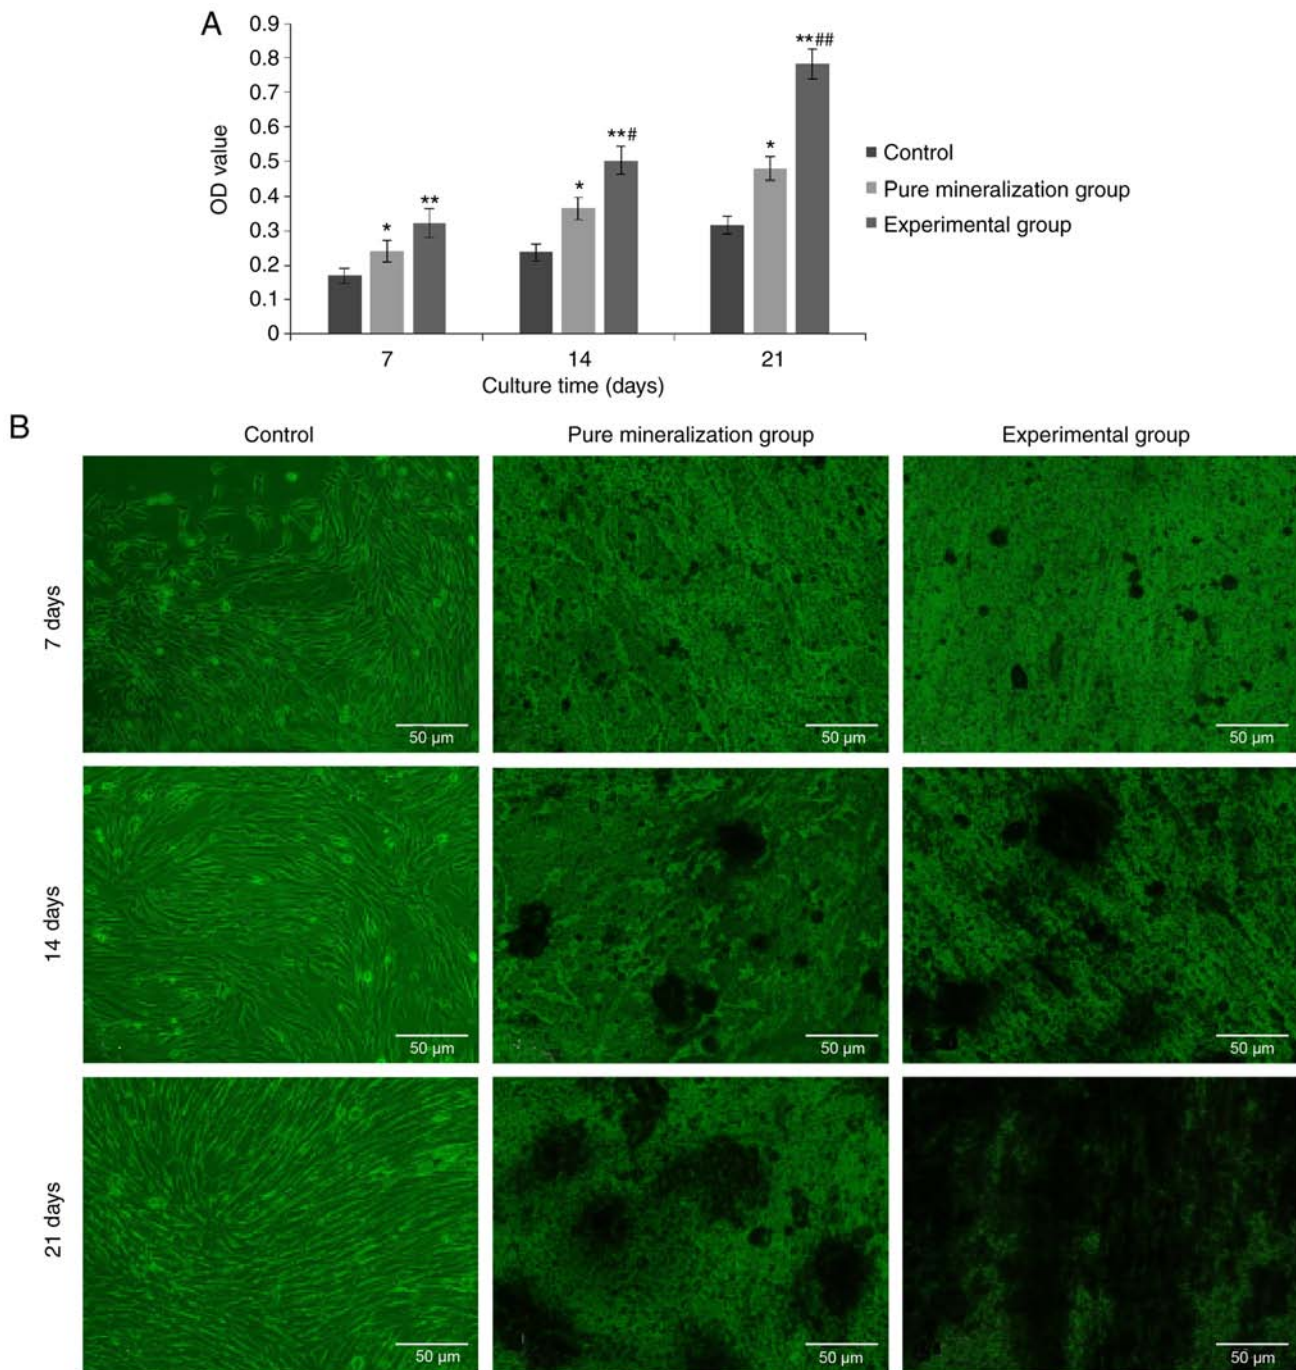 A
0.9
0.8
0.7
0.6
0.5
0.4
0.3
0.2
0.1
0
OD value
* **
* **#
* **##
7 14 21
Culture time (days)
Control
Pure mineralization group
Experimental group
B
Control Pure mineralization group Experimental group
7 days
50 µm 50 µm 50 µm
14 days
50 µm 50 µm 50 µm
21 days
50 µm 50 µm 50 µm